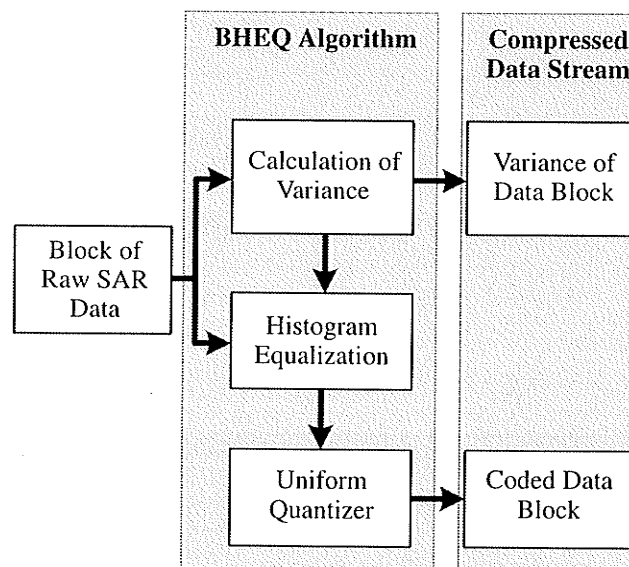 BHEQ Algorithm
Compressed
Data Stream
Calculation of
Variance
Variance of
Data Block
Block of
Raw SAR
Data
Histogram
Equalization
Uniform
Quantizer
Coded Data
Block